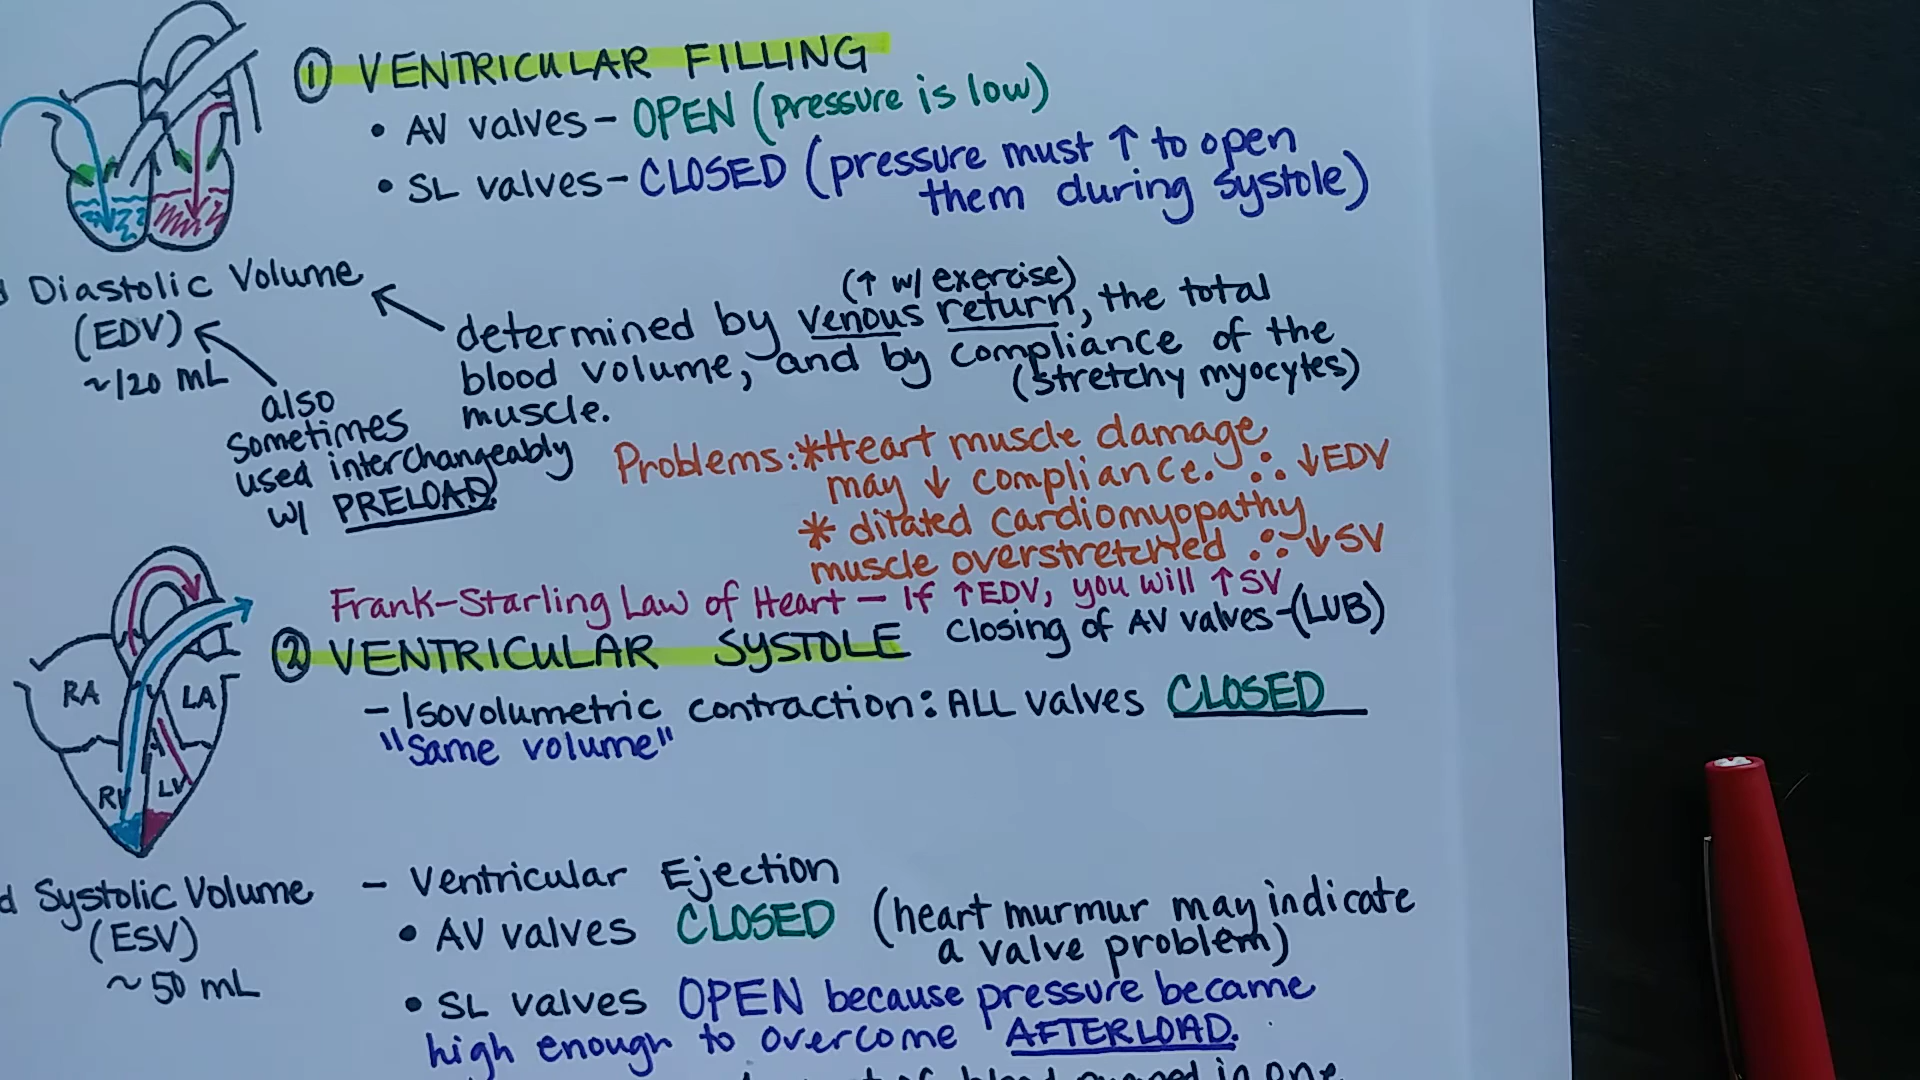 ① VENTRICULAR FILLING
• AV valves - OPEN (pressure is low)
• SL valves - CLOSED (pressure must ↑ to open
them during systole)
Diastolic Volume
(EDV)
~120 mL
(↑ w/ exercise)
determined by venous return, the total
blood volume, and by compliance of the
(stretchy myocytes)
muscle.
also
sometimes
used interchangeably
w/ PRELOAD.
Problems: *Heart muscle damage
may ↓ compliance. ∴ ↓EDV
* dilated cardiomyopathy
muscle overstretched ∴ ↓SV
Frank-Starling Law of Heart - If ↑EDV, you will ↑SV
② VENTRICULAR SYSTOLE closing of AV valves - (LUB)
- Isovolumetric contraction: ALL valves CLOSED
"same volume"
RA LA
RV LV
Systolic Volume
(ESV)
~50 mL
- Ventricular Ejection
• AV valves CLOSED (heart murmur may indicate
a valve problem)
• SL valves OPEN because pressure became
high enough to overcome AFTERLOAD.
of blood pumped in one